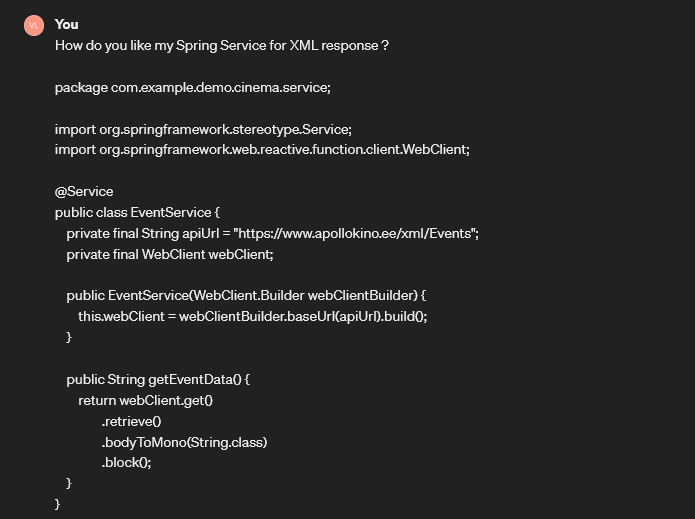 VL
You
How do you like my Spring Service for XML response ?
package com.example.demo.cinema.service;
import org.springframework.stereotype.Service;
import org.springframework.web.reactive.function.client.WebClient;
@Service
public class EventService {
private final String apiUrl = "https://www.apollokino.ee/xml/Events";
private final WebClient webClient;
public EventService(WebClient.Builder webClientBuilder) {
this.webClient = webClientBuilder.baseUrl(apiUrl).build();
}
public String getEventData() {
return webClient.get()
.retrieve()
.bodyToMono(String.class)
.block();
}
}